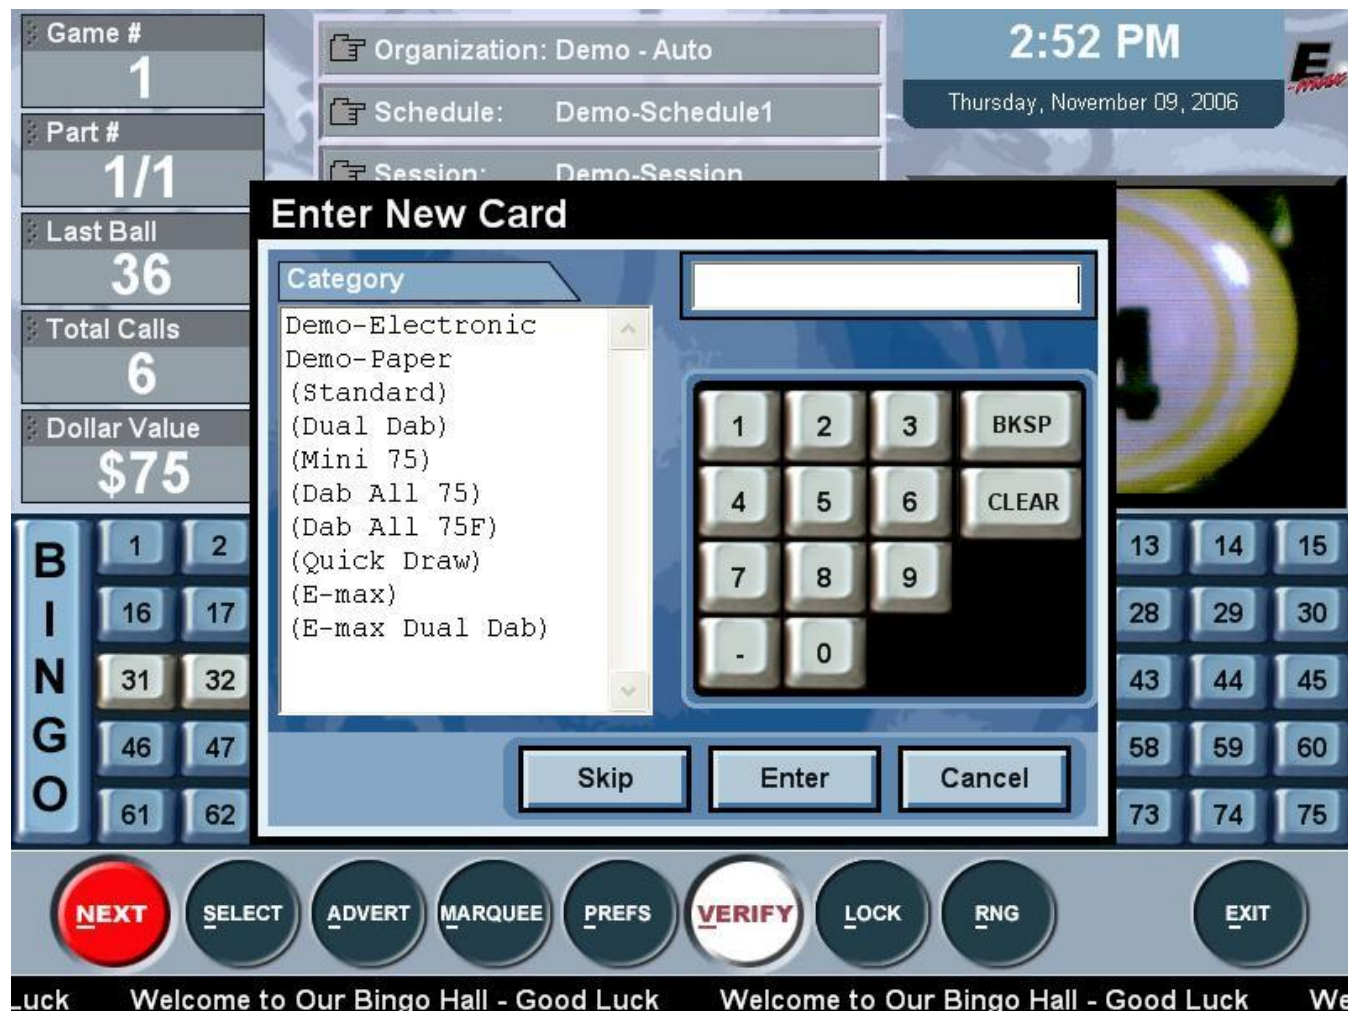 Game #
1
Part #
1/1
Last Ball
36
Total Calls
6
Dollar Value
$75
Organization: Demo - Auto
Schedule: Demo-Schedule1
Session: Demo-Session
2:52 PM
Thursday, November 09, 2006
E
-max
Enter New Card
Category
Demo-Electronic
Demo-Paper
(Standard)
(Dual Dab)
(Mini 75)
(Dab All 75)
(Dab All 75F)
(Quick Draw)
(E-max)
(E-max Dual Dab)
1 2 3 BKSP
4 5 6 CLEAR
7 8 9
- 0
Skip Enter Cancel
4
B 1 2 13 14 15
I 16 17 28 29 30
N 31 32 43 44 45
G 46 47 58 59 60
O 61 62 73 74 75
NEXT SELECT ADVERT MARQUEE PREFS VERIFY LOCK RNG EXIT
Luck Welcome to Our Bingo Hall - Good Luck Welcome to Our Bingo Hall - Good Luck We